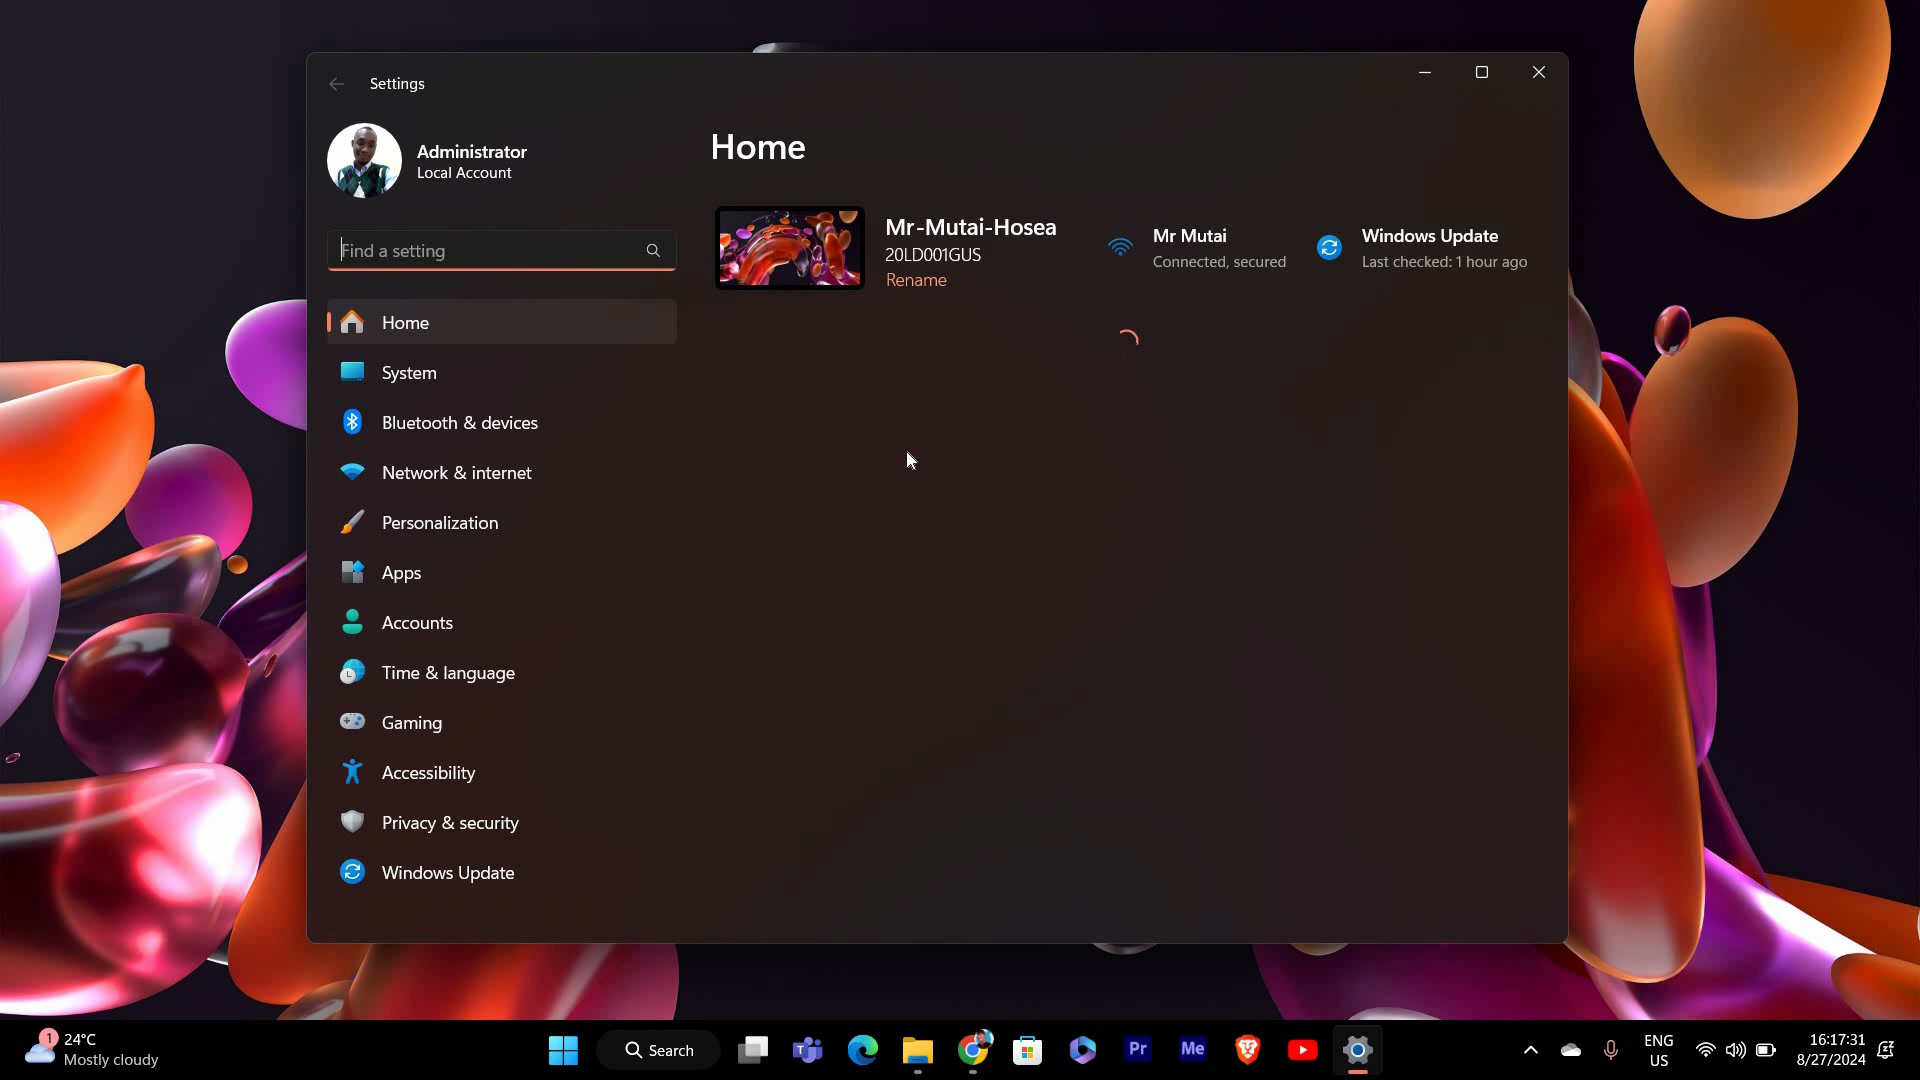 Settings
Administrator
Local Account
Find a setting
Home
System
Bluetooth & devices
Network & internet
Personalization
Apps
Accounts
Time & language
Gaming
Accessibility
Privacy & security
Windows Update
Home
Mr-Mutai-Hosea
20LD001GUS
Rename
Mr Mutai
Connected, secured
Windows Update
Last checked: 1 hour ago
1
24°C
Mostly cloudy
Search
Pr
Me
ENG
US
16:17:31
8/27/2024